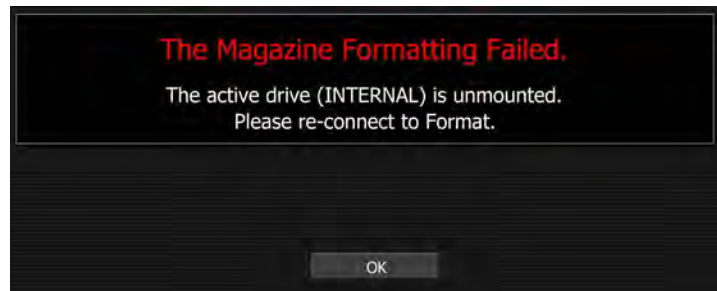 The Magazine Formatting Failed.
The active drive (INTERNAL) is unmounted.
Please re-connect to Format.
OK